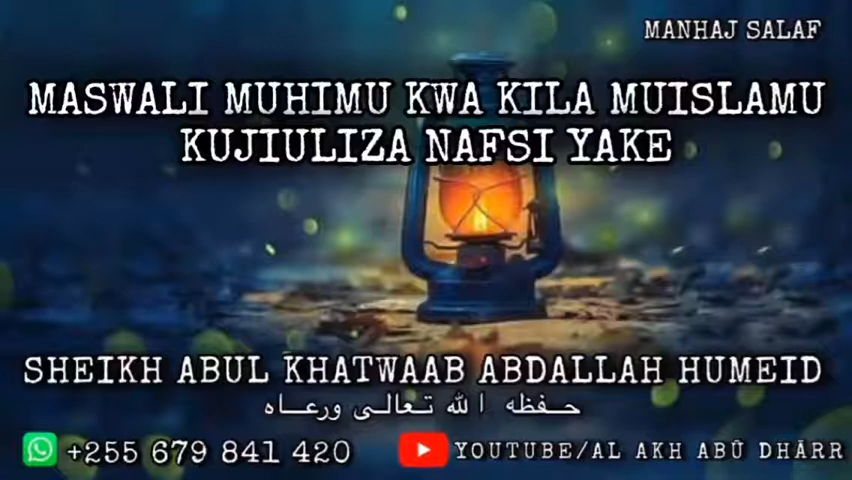 MANHAJ SALAF
MASWALI MUHIMU KWA KILA MUISLAMU
KUJIULIZA NAFSI YAKE
SHEIKH ABUL KHATWAAB ABDALLAH HUMEID
حفظه الله تعالى ورعاه
+255 679 841 420
YOUTUBE/AL AKH ABŪ DHĀRR